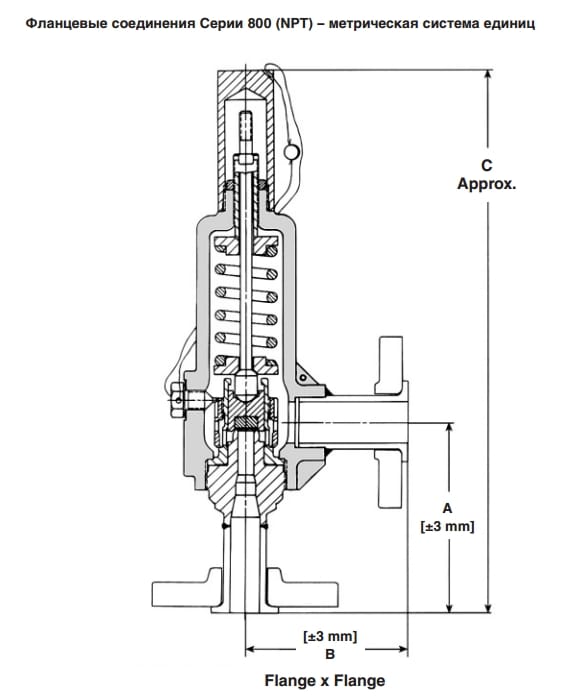 Фланцевые соединения Серии 800 (NPT) – метрическая система единиц
C
Approx.
A
[±3 mm]
[±3 mm]
B
Flange x Flange